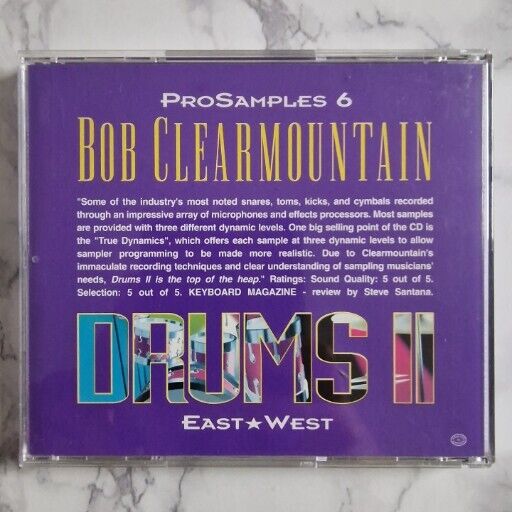 PROSAMPLES 6
BOB CLEARMOUNTAIN
"Some of the industry's most noted snares, toms, kicks, and cymbals recorded
through an impressive array of microphones and effects processors. Most samples
are provided with three different dynamic levels. One big selling point of the CD
is the "True Dynamics", which offers each sample at three dynamic levels to allow
sampler programming to be made more realistic. Due to Clearmountain's
immaculate recording techniques and clear understanding of sampling musicians'
needs, Drums II is the top of the heap." Ratings: Sound Quality: 5 out of 5.
Selection: 5 out of 5. KEYBOARD MAGAZINE - review by Steve Santana.
DRUMS II
EAST★WEST